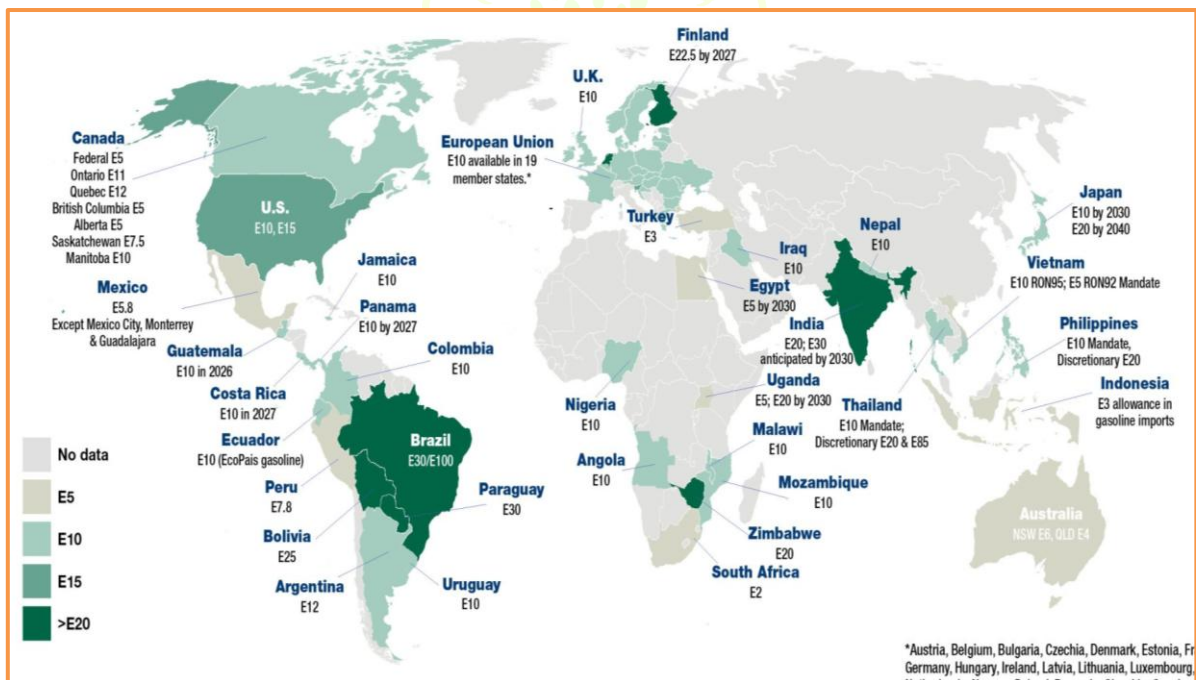 Finland
E22.5 by 2027
U.K.
E10
European Union
E10 available in 19
member states.*
Canada
Federal E5
Ontario E11
Quebec E12
British Columbia E5
Alberta E5
Saskatchewan E7.5
Manitoba E10
U.S.
E10, E15
Mexico
E5.8
Except Mexico City, Monterrey
& Guadalajara
Jamaica
E10
Panama
E10 by 2027
Guatemala
E10 in 2026
Colombia
E10
Costa Rica
E10 in 2027
Ecuador
E10 (EcoPais gasoline)
Brazil
E30/E100
Peru
E7.8
Paraguay
E30
Bolivia
E25
Argentina
E12
Uruguay
E10
Turkey
E3
Iraq
E10
Egypt
E5 by 2030
Nepal
E10
India
E20; E30
anticipated by 2030
Japan
E10 by 2030
E20 by 2040
Vietnam
E10 RON95; E5 RON92 Mandate
Philippines
E10 Mandate,
Discretionary E20
Indonesia
E3 allowance in
gasoline imports
Thailand
E10 Mandate;
Discretionary E20 & E85
Uganda
E5; E20 by 2030
Nigeria
E10
Angola
E10
Malawi
E10
Mozambique
E10
Zimbabwe
E20
South Africa
E2
Australia
NSW E6, QLD E4
No data
E5
E10
E15
>E20
*Austria, Belgium, Bulgaria, Czechia, Denmark, Estonia, Fr
Germany, Hungary, Ireland, Latvia, Lithuania, Luxembourg,